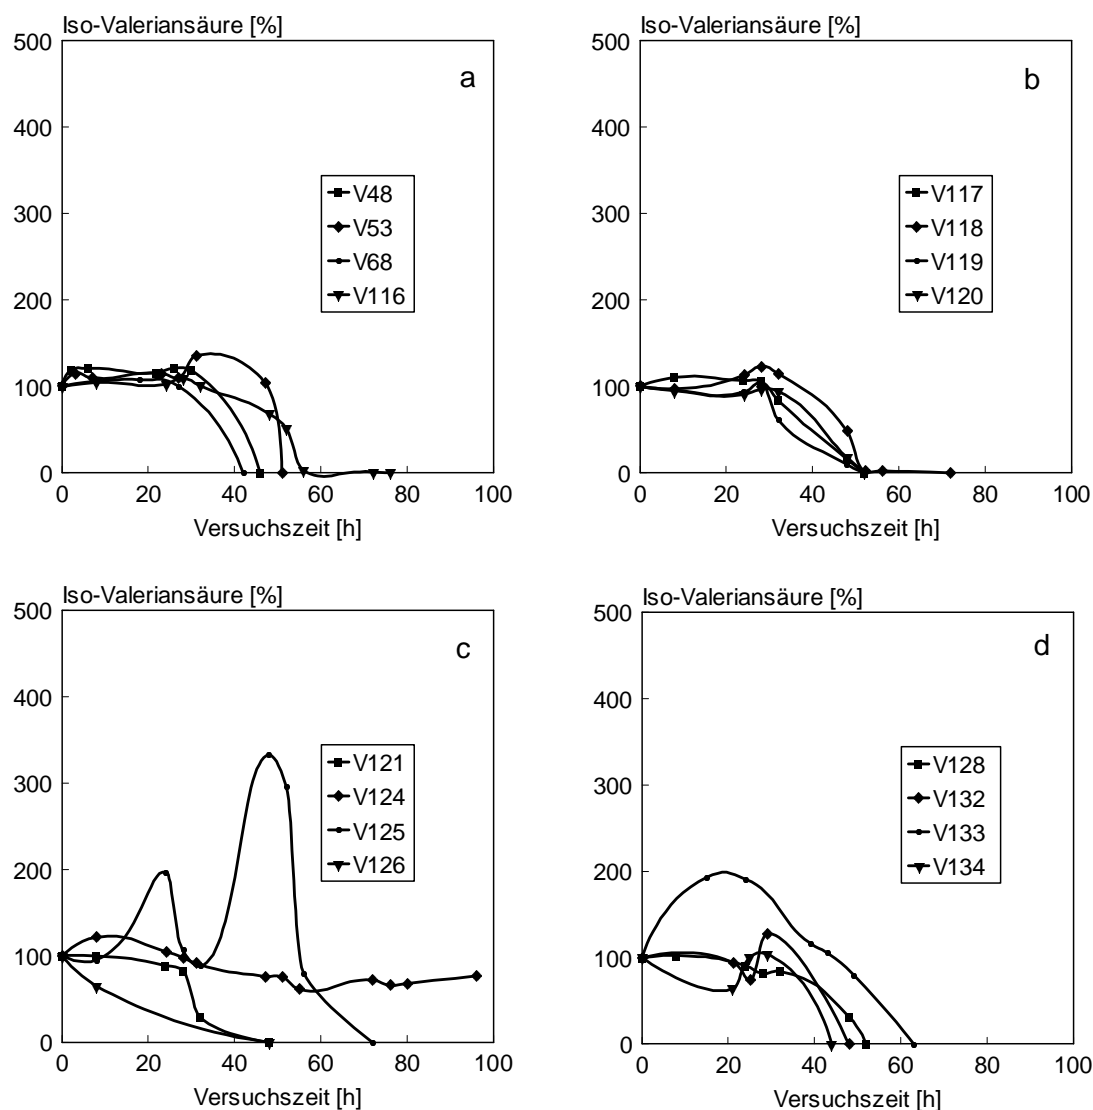 Iso-Valeriansäure [%]
500
400
300
200
100
0
0 20 40 60 80 100
Versuchszeit [h]
a
V48
V53
V68
V116
Iso-Valeriansäure [%]
500
400
300
200
100
0
0 20 40 60 80 100
Versuchszeit [h]
b
V117
V118
V119
V120
Iso-Valeriansäure [%]
500
400
300
200
100
0
0 20 40 60 80 100
Versuchszeit [h]
c
V121
V124
V125
V126
Iso-Valeriansäure [%]
500
400
300
200
100
0
0 20 40 60 80 100
Versuchszeit [h]
d
V128
V132
V133
V134